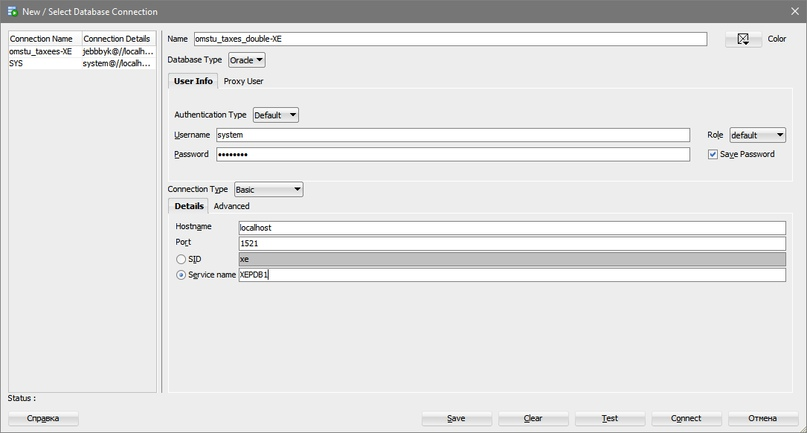 New / Select Database Connection
Connection Name Connection Details
omstu_taxees-XE jebbbyk@//localh...
SYS system@//localh...
Name omstu_taxes_double-XE Color
Database Type Oracle
User Info Proxy User
Authentication Type Default
Username system Role default
Password •••••••• Save Password
Connection Type Basic
Details Advanced
Hostname localhost
Port 1521
SID xe
Service name XEPDB1
Status :
Справка Save Clear Test Connect Отмена